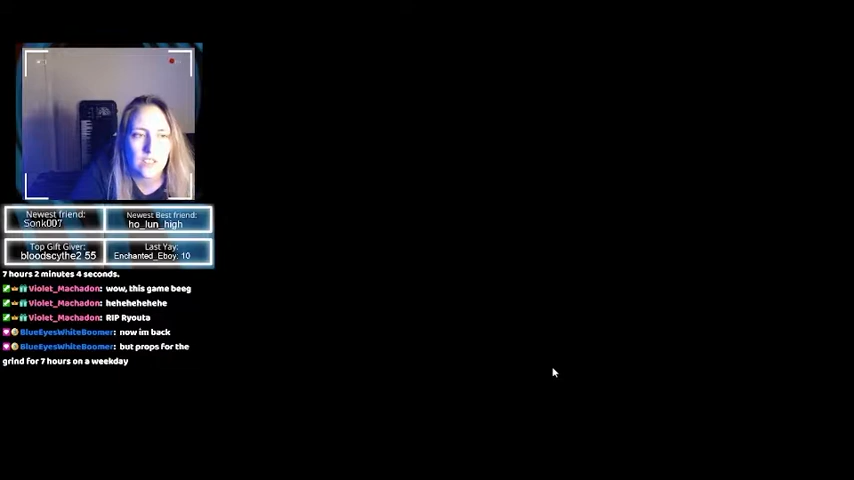 Newest friend:
Sonk007
Newest Best friend:
ho_lun_high
Top Gift Giver:
bloodscythe2 55
Last Yay:
Enchanted_Eboy: 10
7 hours 2 minutes 4 seconds.
Violet_Machadon: wow, this game beeg
Violet_Machadon: hehehehehehe
Violet_Machadon: RIP Ryouta
BlueEyesWhiteBoomer: now im back
BlueEyesWhiteBoomer: but props for the
grind for 7 hours on a weekday